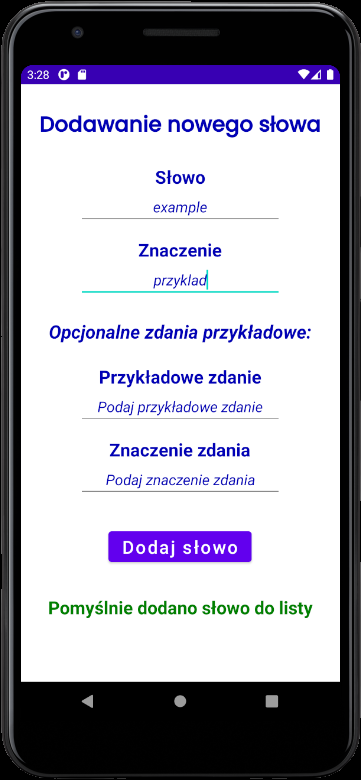 3:28
Dodawanie nowego słowa
Słowo
example
Znaczenie
przyklad
Opcjonalne zdania przykładowe:
Przykładowe zdanie
Podaj przykładowe zdanie
Znaczenie zdania
Podaj znaczenie zdania
Dodaj słowo
Pomyślnie dodano słowo do listy